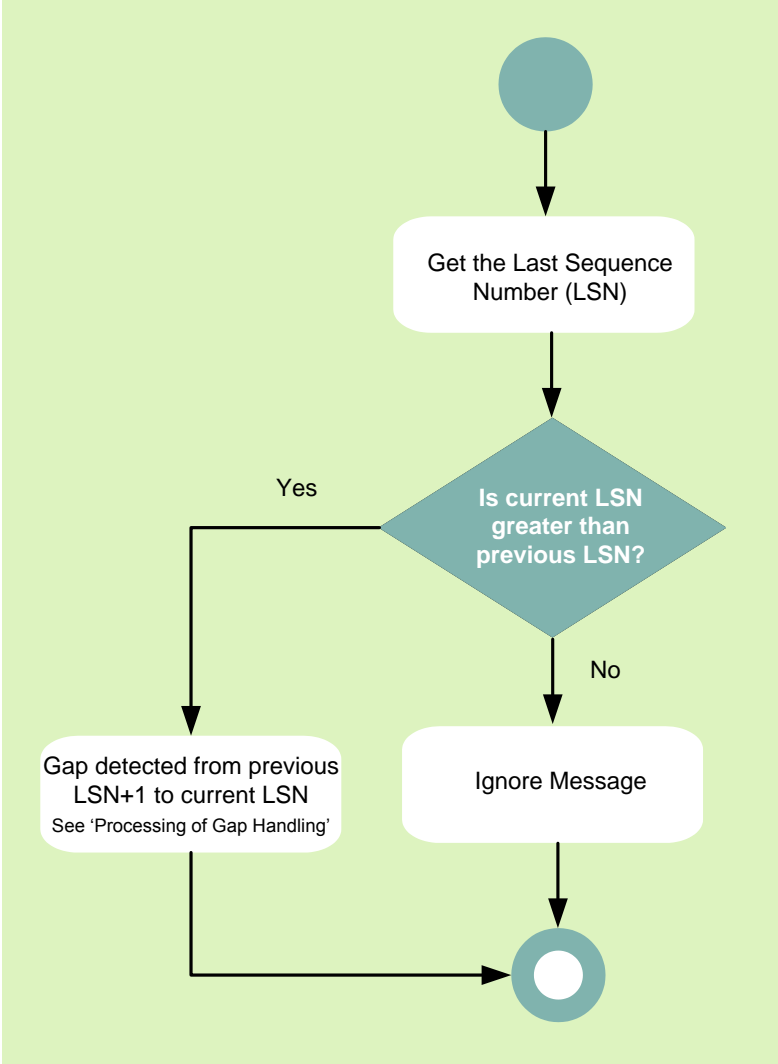 Get the Last Sequence
Number (LSN)
Is current LSN
greater than
previous LSN?
Yes
No
Gap detected from previous
LSN+1 to current LSN
See ‘Processing of Gap Handling’
Ignore Message